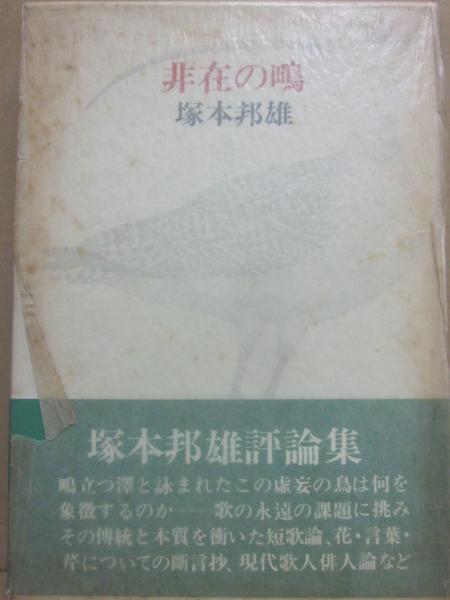 非在の鴫
塚本邦雄
塚本邦雄評論集
鴫立つ澤と詠まれたこの虚妄の鳥は何を
象徴するのか——歌の永遠の課題に挑み
その傳統と本質を衝いた短歌論、花・言葉・
芹についての斷言抄、現代歌人俳人論など